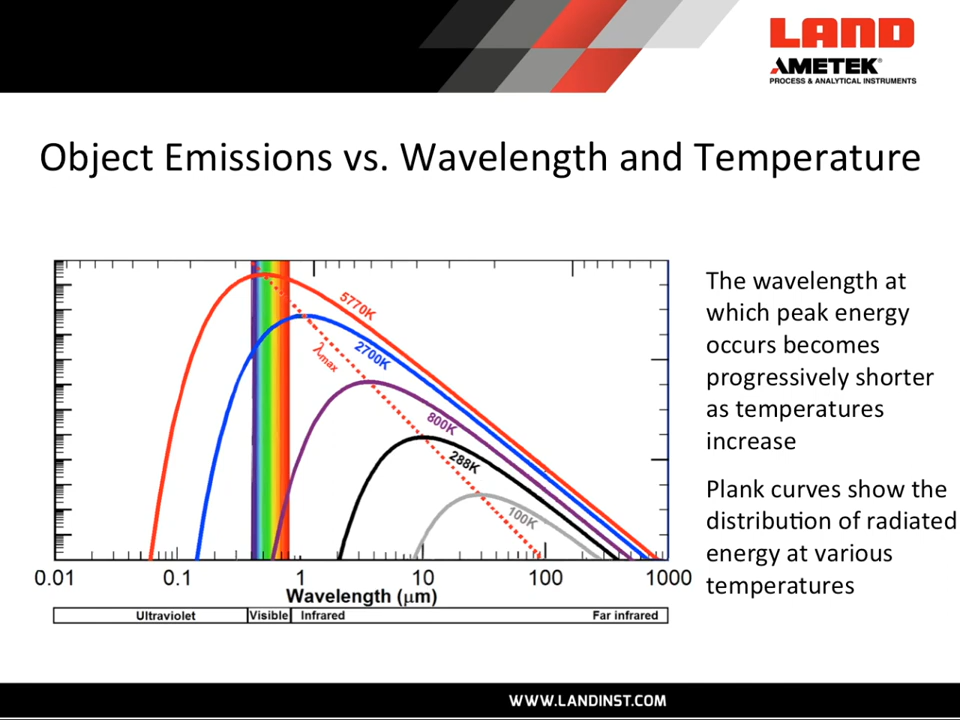 LAND
AMETEK®
PROCESS & ANALYTICAL INSTRUMENTS
Object Emissions vs. Wavelength and Temperature
5770K
2700K
λmax
800K
288K
100K
0.01 0.1 1 10 100 1000
Wavelength (μm)
Ultraviolet Visible Infrared Far infrared
The wavelength at
which peak energy
occurs becomes
progressively shorter
as temperatures
increase
Plank curves show the
distribution of radiated
energy at various
temperatures
WWW.LANDINST.COM